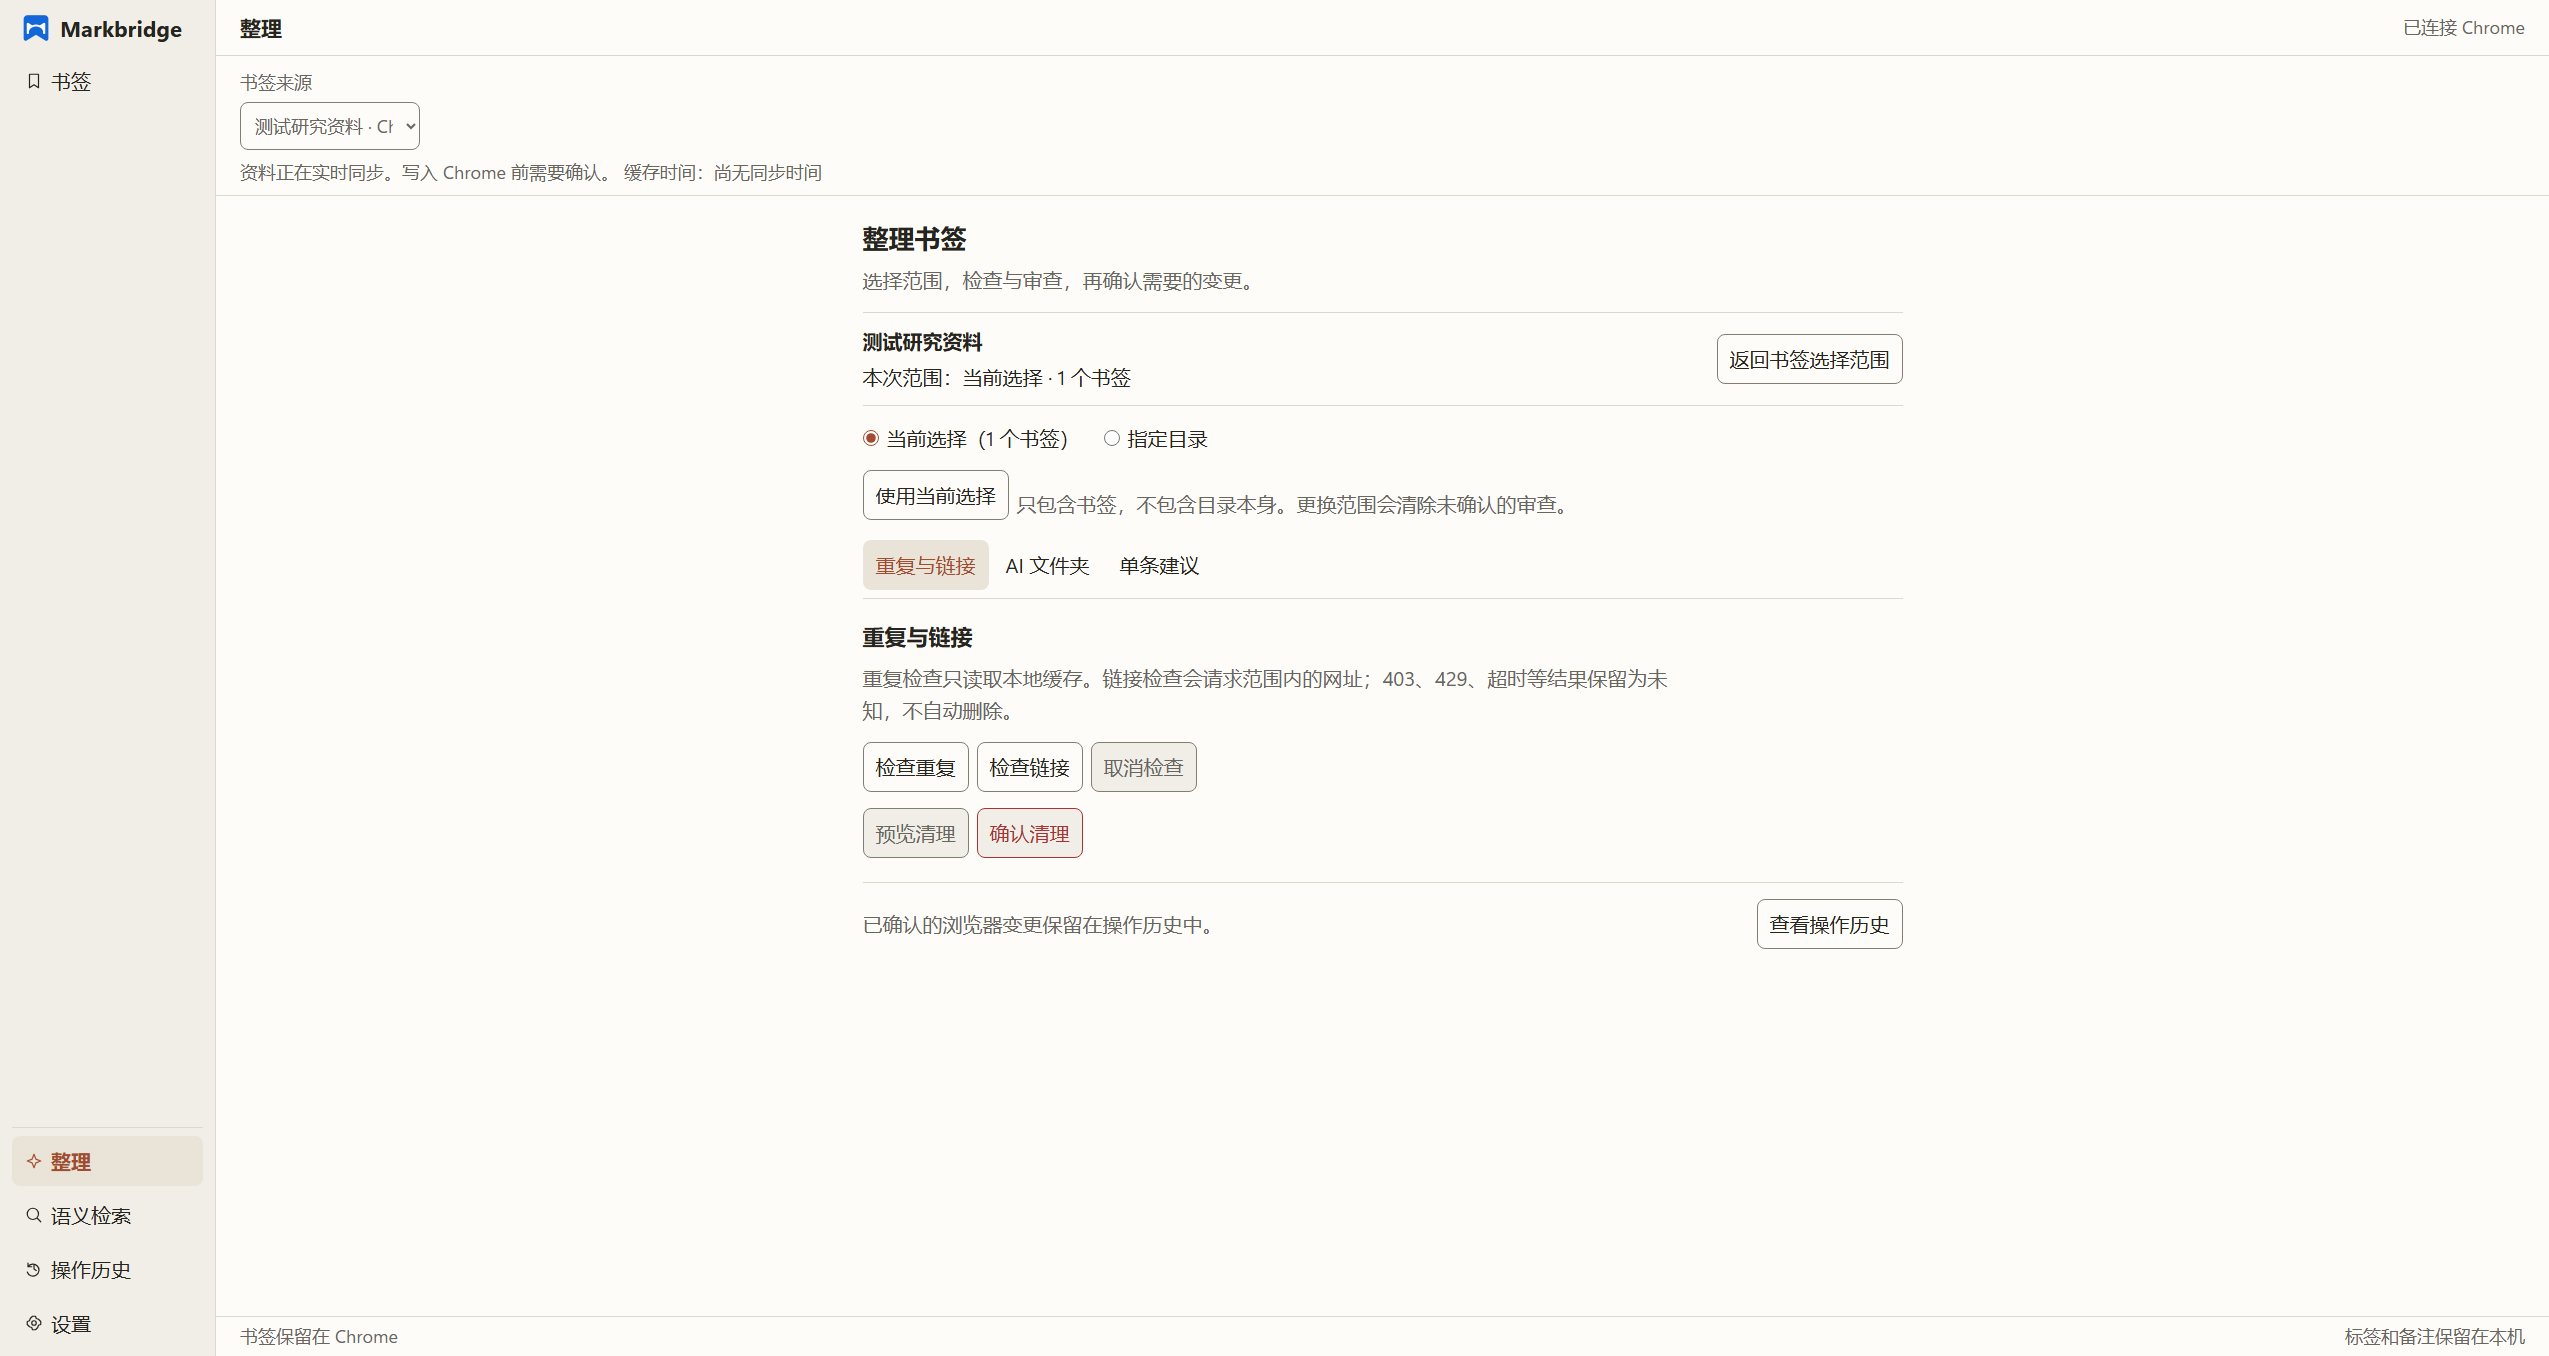 Markbridge
书签
整理
已连接 Chrome
书签来源
测试研究资料 · Ch
资料正在实时同步。写入 Chrome 前需要确认。 缓存时间：尚无同步时间
整理书签
选择范围，检查与审查，再确认需要的变更。
测试研究资料
本次范围：当前选择 · 1 个书签
返回书签选择范围
当前选择（1 个书签）
指定目录
使用当前选择
只包含书签，不包含目录本身。更换范围会清除未确认的审查。
重复与链接
AI 文件夹
单条建议
重复与链接
重复检查只读取本地缓存。链接检查会请求范围内的网址；403、429、超时等结果保留为未
知，不自动删除。
检查重复
检查链接
取消检查
预览清理
确认清理
已确认的浏览器变更保留在操作历史中。
查看操作历史
整理
语义检索
操作历史
设置
书签保留在 Chrome
标签和备注保留在本机